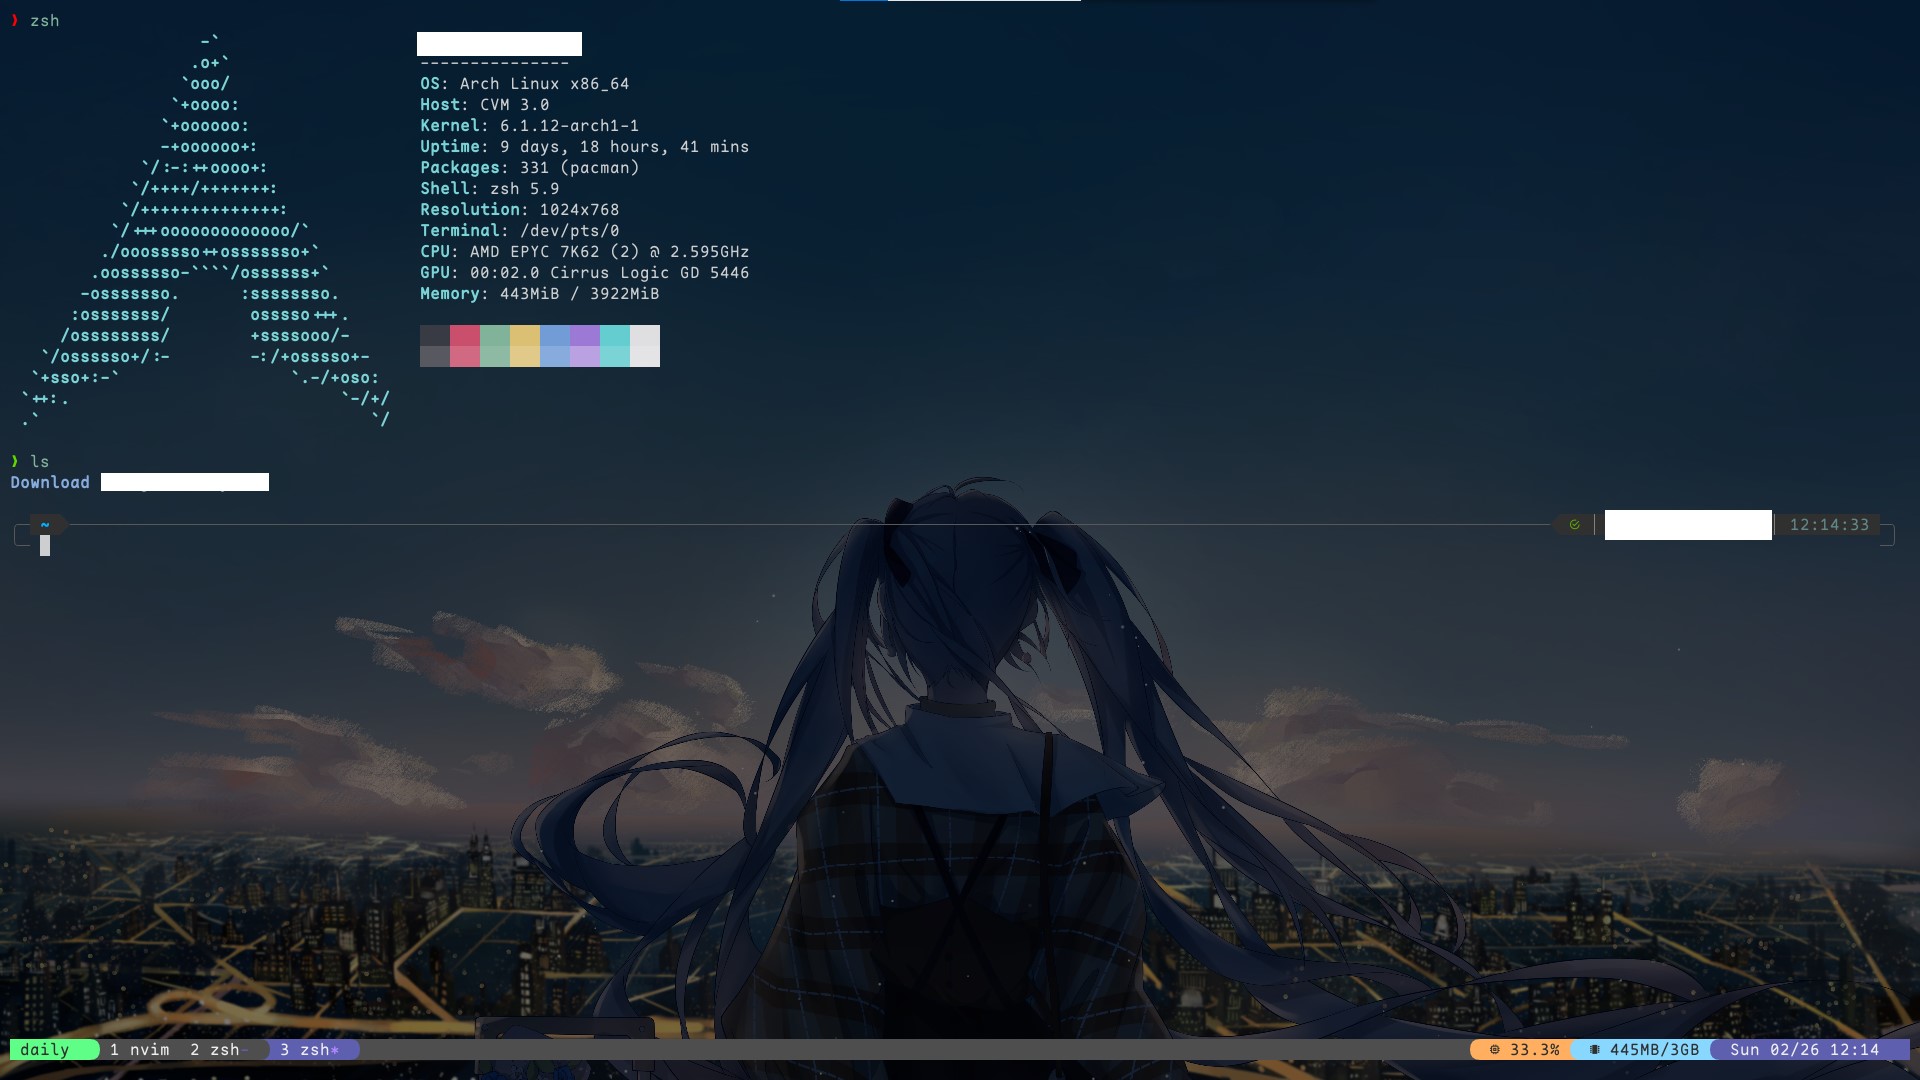 ❯ zsh
-`
.o+`
`ooo/
`+oooo:
`+oooooo:
-+oooooo+:
`/:-:++oooo+:
`/++++/+++++++:
`/++++++++++++++:
`/+++ooooooooooooo/`
./ooosssso++osssssso+`
.oossssso-````/ossssss+`
-osssssso.      :ssssssso.
:osssssss/        osssso+++.
/ossssssss/        +ssssooo/-
`/ossssso+/:-        -:/+osssso+-
`+sso+:-`                 `.-/+oso:
`++:.                           `-/+/
.`                                 `/
---------------
OS: Arch Linux x86_64
Host: CVM 3.0
Kernel: 6.1.12-arch1-1
Uptime: 9 days, 18 hours, 41 mins
Packages: 331 (pacman)
Shell: zsh 5.9
Resolution: 1024x768
Terminal: /dev/pts/0
CPU: AMD EPYC 7K62 (2) @ 2.595GHz
GPU: 00:02.0 Cirrus Logic GD 5446
Memory: 443MiB / 3922MiB
❯ ls
Download
~ 12:14:33
daily 1 nvim 2 zsh- 3 zsh* 33.3% 445MB/3GB Sun 02/26 12:14